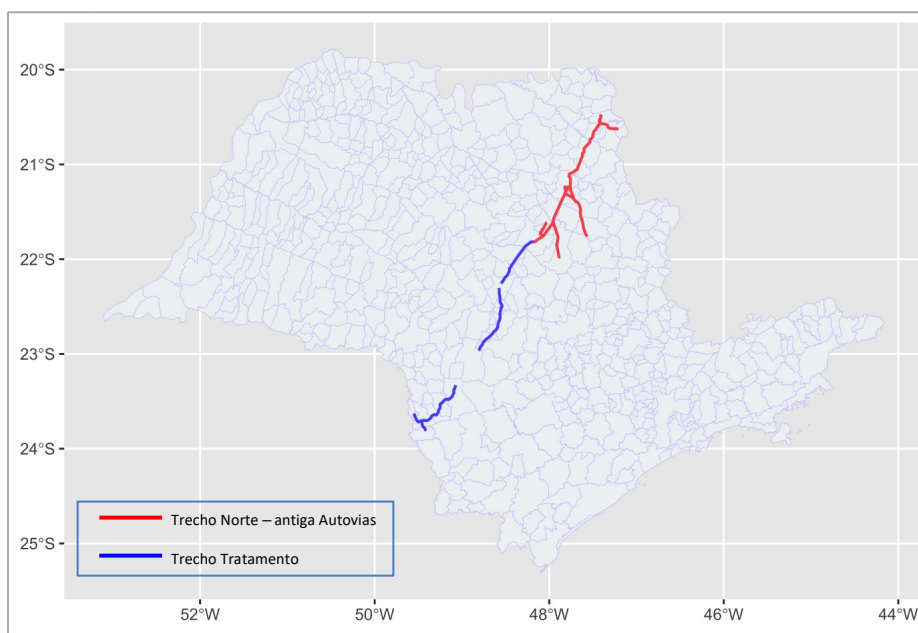 20°S
21°S
22°S
23°S
24°S
25°S
Trecho Norte – antiga Autovias
Trecho Tratamento
52°W
50°W
48°W
46°W
44°W